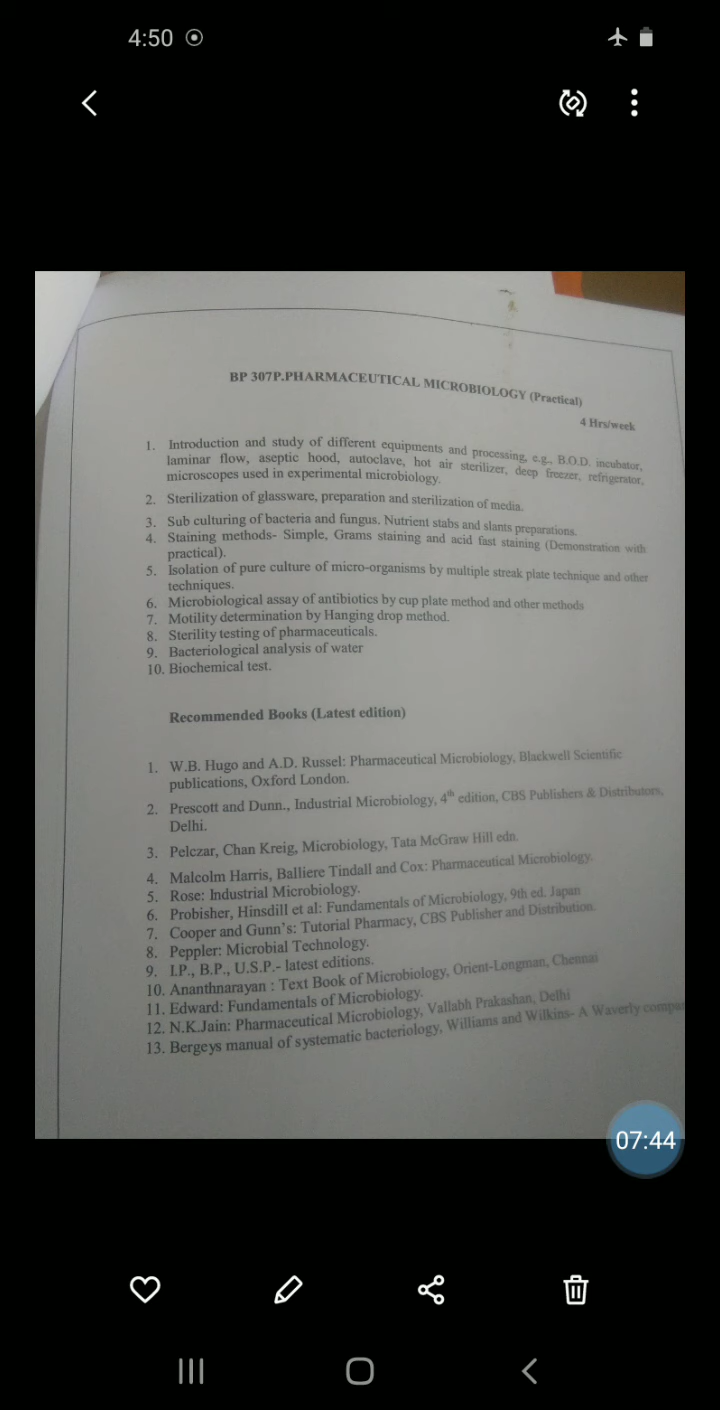 4:50
BP 307P.PHARMACEUTICAL MICROBIOLOGY (Practical)
4 Hrs/week
1. Introduction and study of different equipments and processing, e.g., B.O.D. incubator,
laminar flow, aseptic hood, autoclave, hot air sterilizer, deep freezer, refrigerator,
microscopes used in experimental microbiology.
2. Sterilization of glassware, preparation and sterilization of media.
3. Sub culturing of bacteria and fungus. Nutrient stabs and slants preparations.
4. Staining methods- Simple, Grams staining and acid fast staining (Demonstration with
practical).
5. Isolation of pure culture of micro-organisms by multiple streak plate technique and other
techniques.
6. Microbiological assay of antibiotics by cup plate method and other methods
7. Motility determination by Hanging drop method.
8. Sterility testing of pharmaceuticals.
9. Bacteriological analysis of water
10. Biochemical test.
Recommended Books (Latest edition)
1. W.B. Hugo and A.D. Russel: Pharmaceutical Microbiology, Blackwell Scientific
publications, Oxford London.
2. Prescott and Dunn., Industrial Microbiology, 4th edition, CBS Publishers & Distributors,
Delhi.
3. Pelczar, Chan Kreig, Microbiology, Tata McGraw Hill edn.
4. Malcolm Harris, Balliere Tindall and Cox: Pharmaceutical Microbiology.
5. Rose: Industrial Microbiology.
6. Probisher, Hinsdill et al: Fundamentals of Microbiology, 9th ed. Japan
7. Cooper and Gunn's: Tutorial Pharmacy, CBS Publisher and Distribution.
8. Peppler: Microbial Technology.
9. I.P., B.P., U.S.P.- latest editions.
10. Ananthnarayan : Text Book of Microbiology, Orient-Longman, Chennai
11. Edward: Fundamentals of Microbiology.
12. N.K.Jain: Pharmaceutical Microbiology, Vallabh Prakashan, Delhi
13. Bergeys manual of systematic bacteriology, Williams and Wilkins- A Waverly
07:44